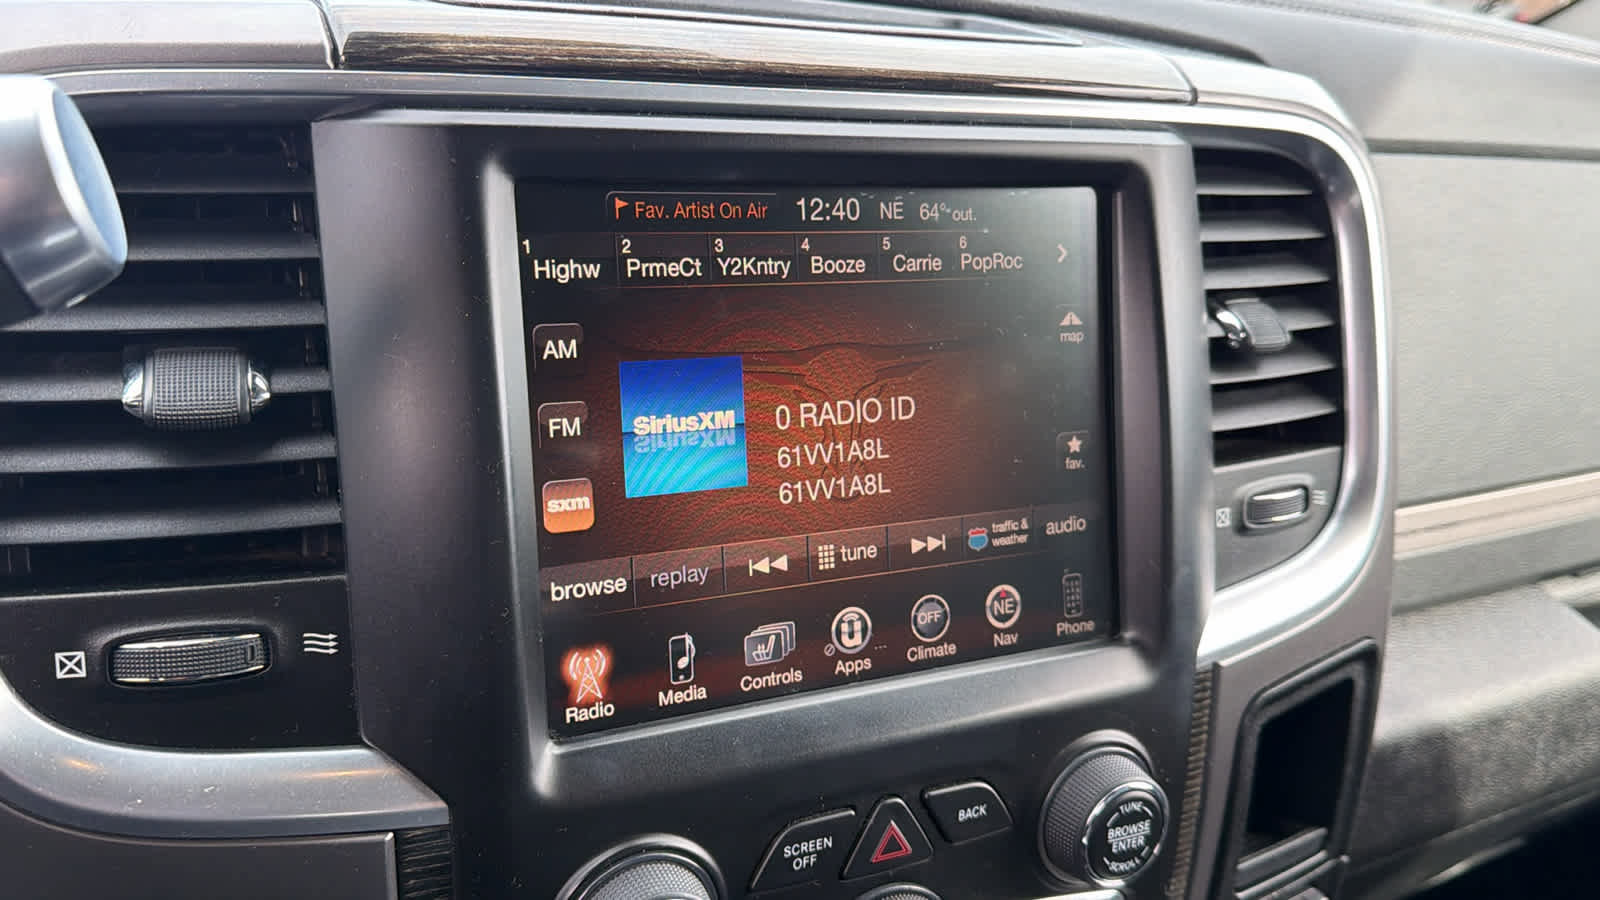 Fav. Artist On Air 12:40 NE 64° out.
1 Highw 2 PrmeCt 3 Y2Kntry 4 Booze 5 Carrie 6 PopRoc
map
AM
SiriusXM
0 RADIO ID
FM
61VV1A8L
fav.
sxm
61VV1A8L
browse replay tune traffic & weather audio
Radio Media Controls Apps OFF Climate NE Nav Phone
SCREEN OFF
BACK
TUNE
BROWSE
ENTER
SCROLL